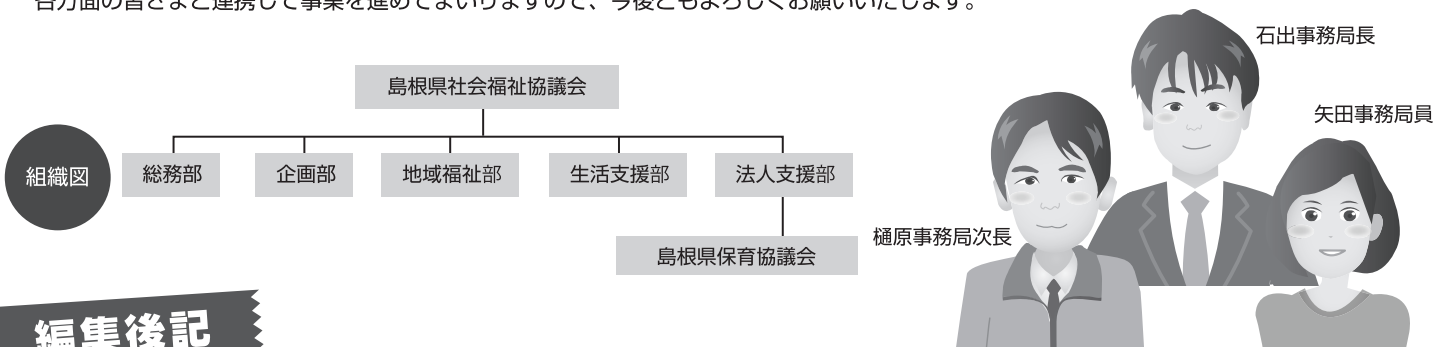 各方面の皆さまと連携して事業を進めてまいりますので、今後ともよろしくお願いいたします。
石出事務局長
矢田事務局員
樋原事務局次長
組織図
島根県社会福祉協議会
総務部
企画部
地域福祉部
生活支援部
法人支援部
島根県保育協議会
編集後記